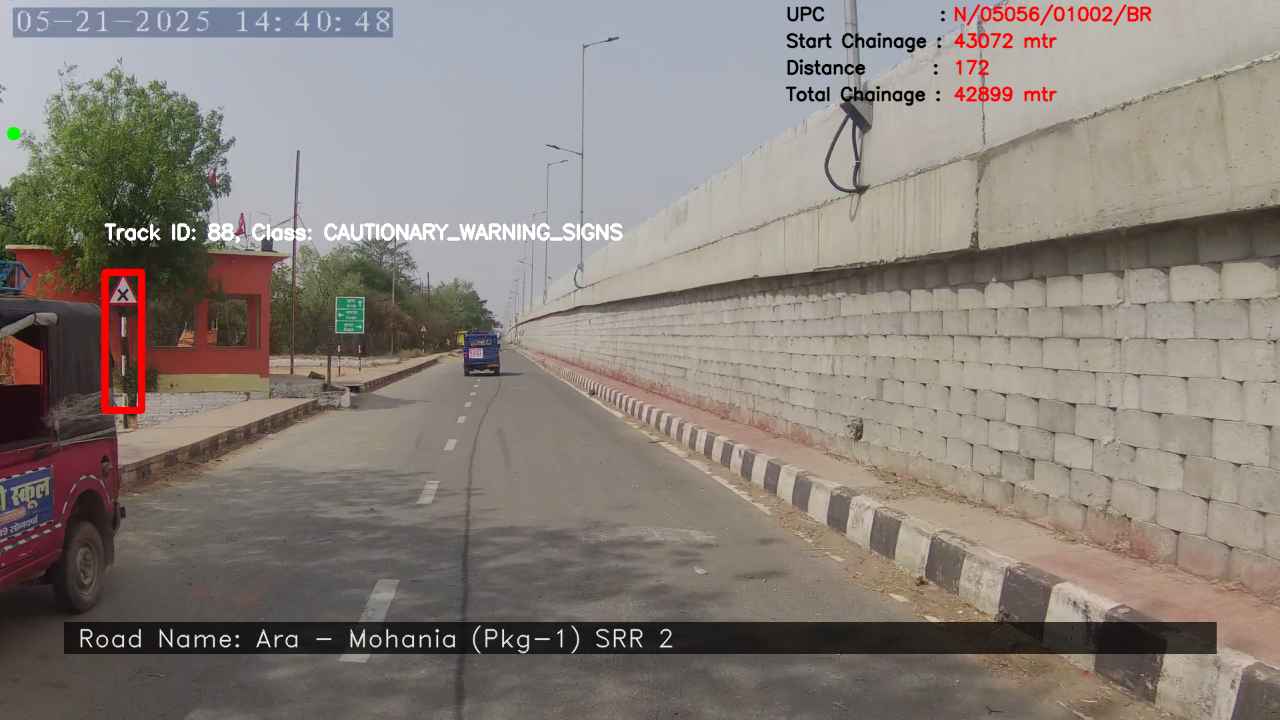 05-21-2025 14:40:48
UPC : N/05056/01002/BR
Start Chainage : 43072 mtr
Distance : 172
Total Chainage : 42899 mtr
Track ID: 88, Class: CAUTIONARY_WARNING_SIGNS
स्कूल
Road Name: Ara - Mohania (Pkg-1) SRR 2